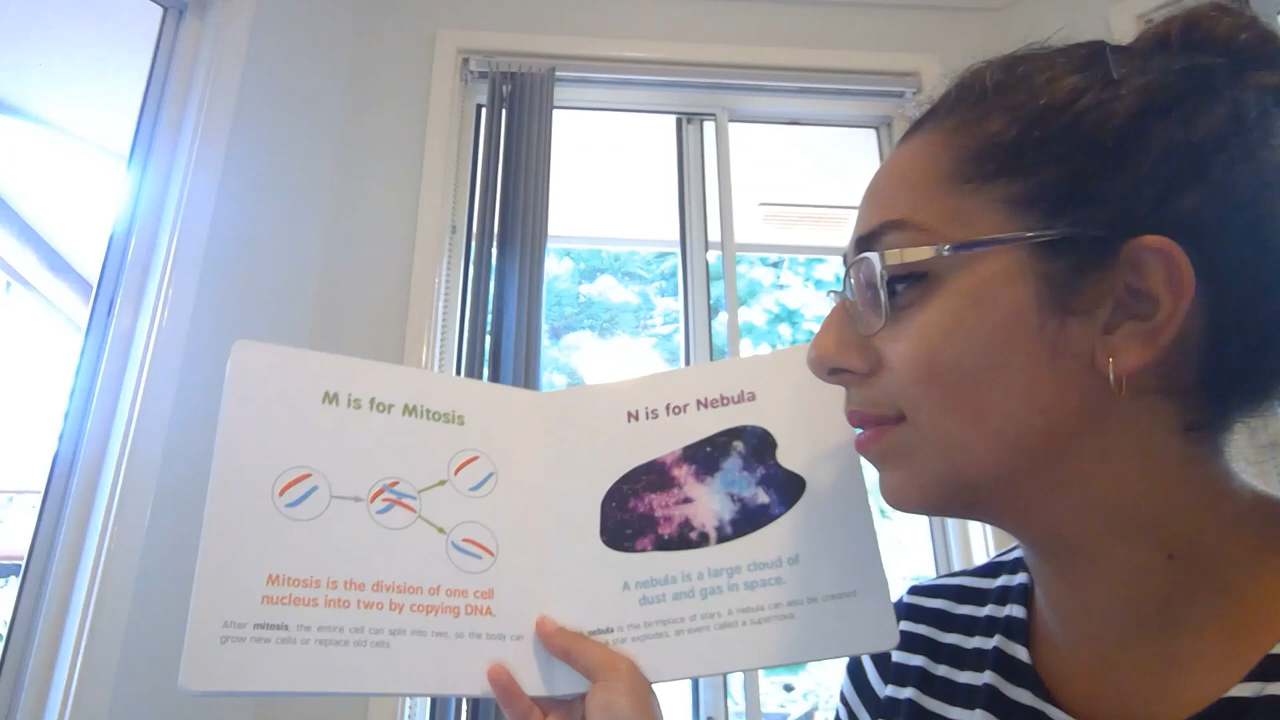 M is for Mitosis
Mitosis is the division of one cell
nucleus into two by copying DNA.
After mitosis, the entire cell can split into two, so the body can
grow new cells or replace old cells.
N is for Nebula
A nebula is a large cloud of
dust and gas in space.
nebula is the birthplace of stars. A nebula can also be created
star explodes, an event called a supernova.